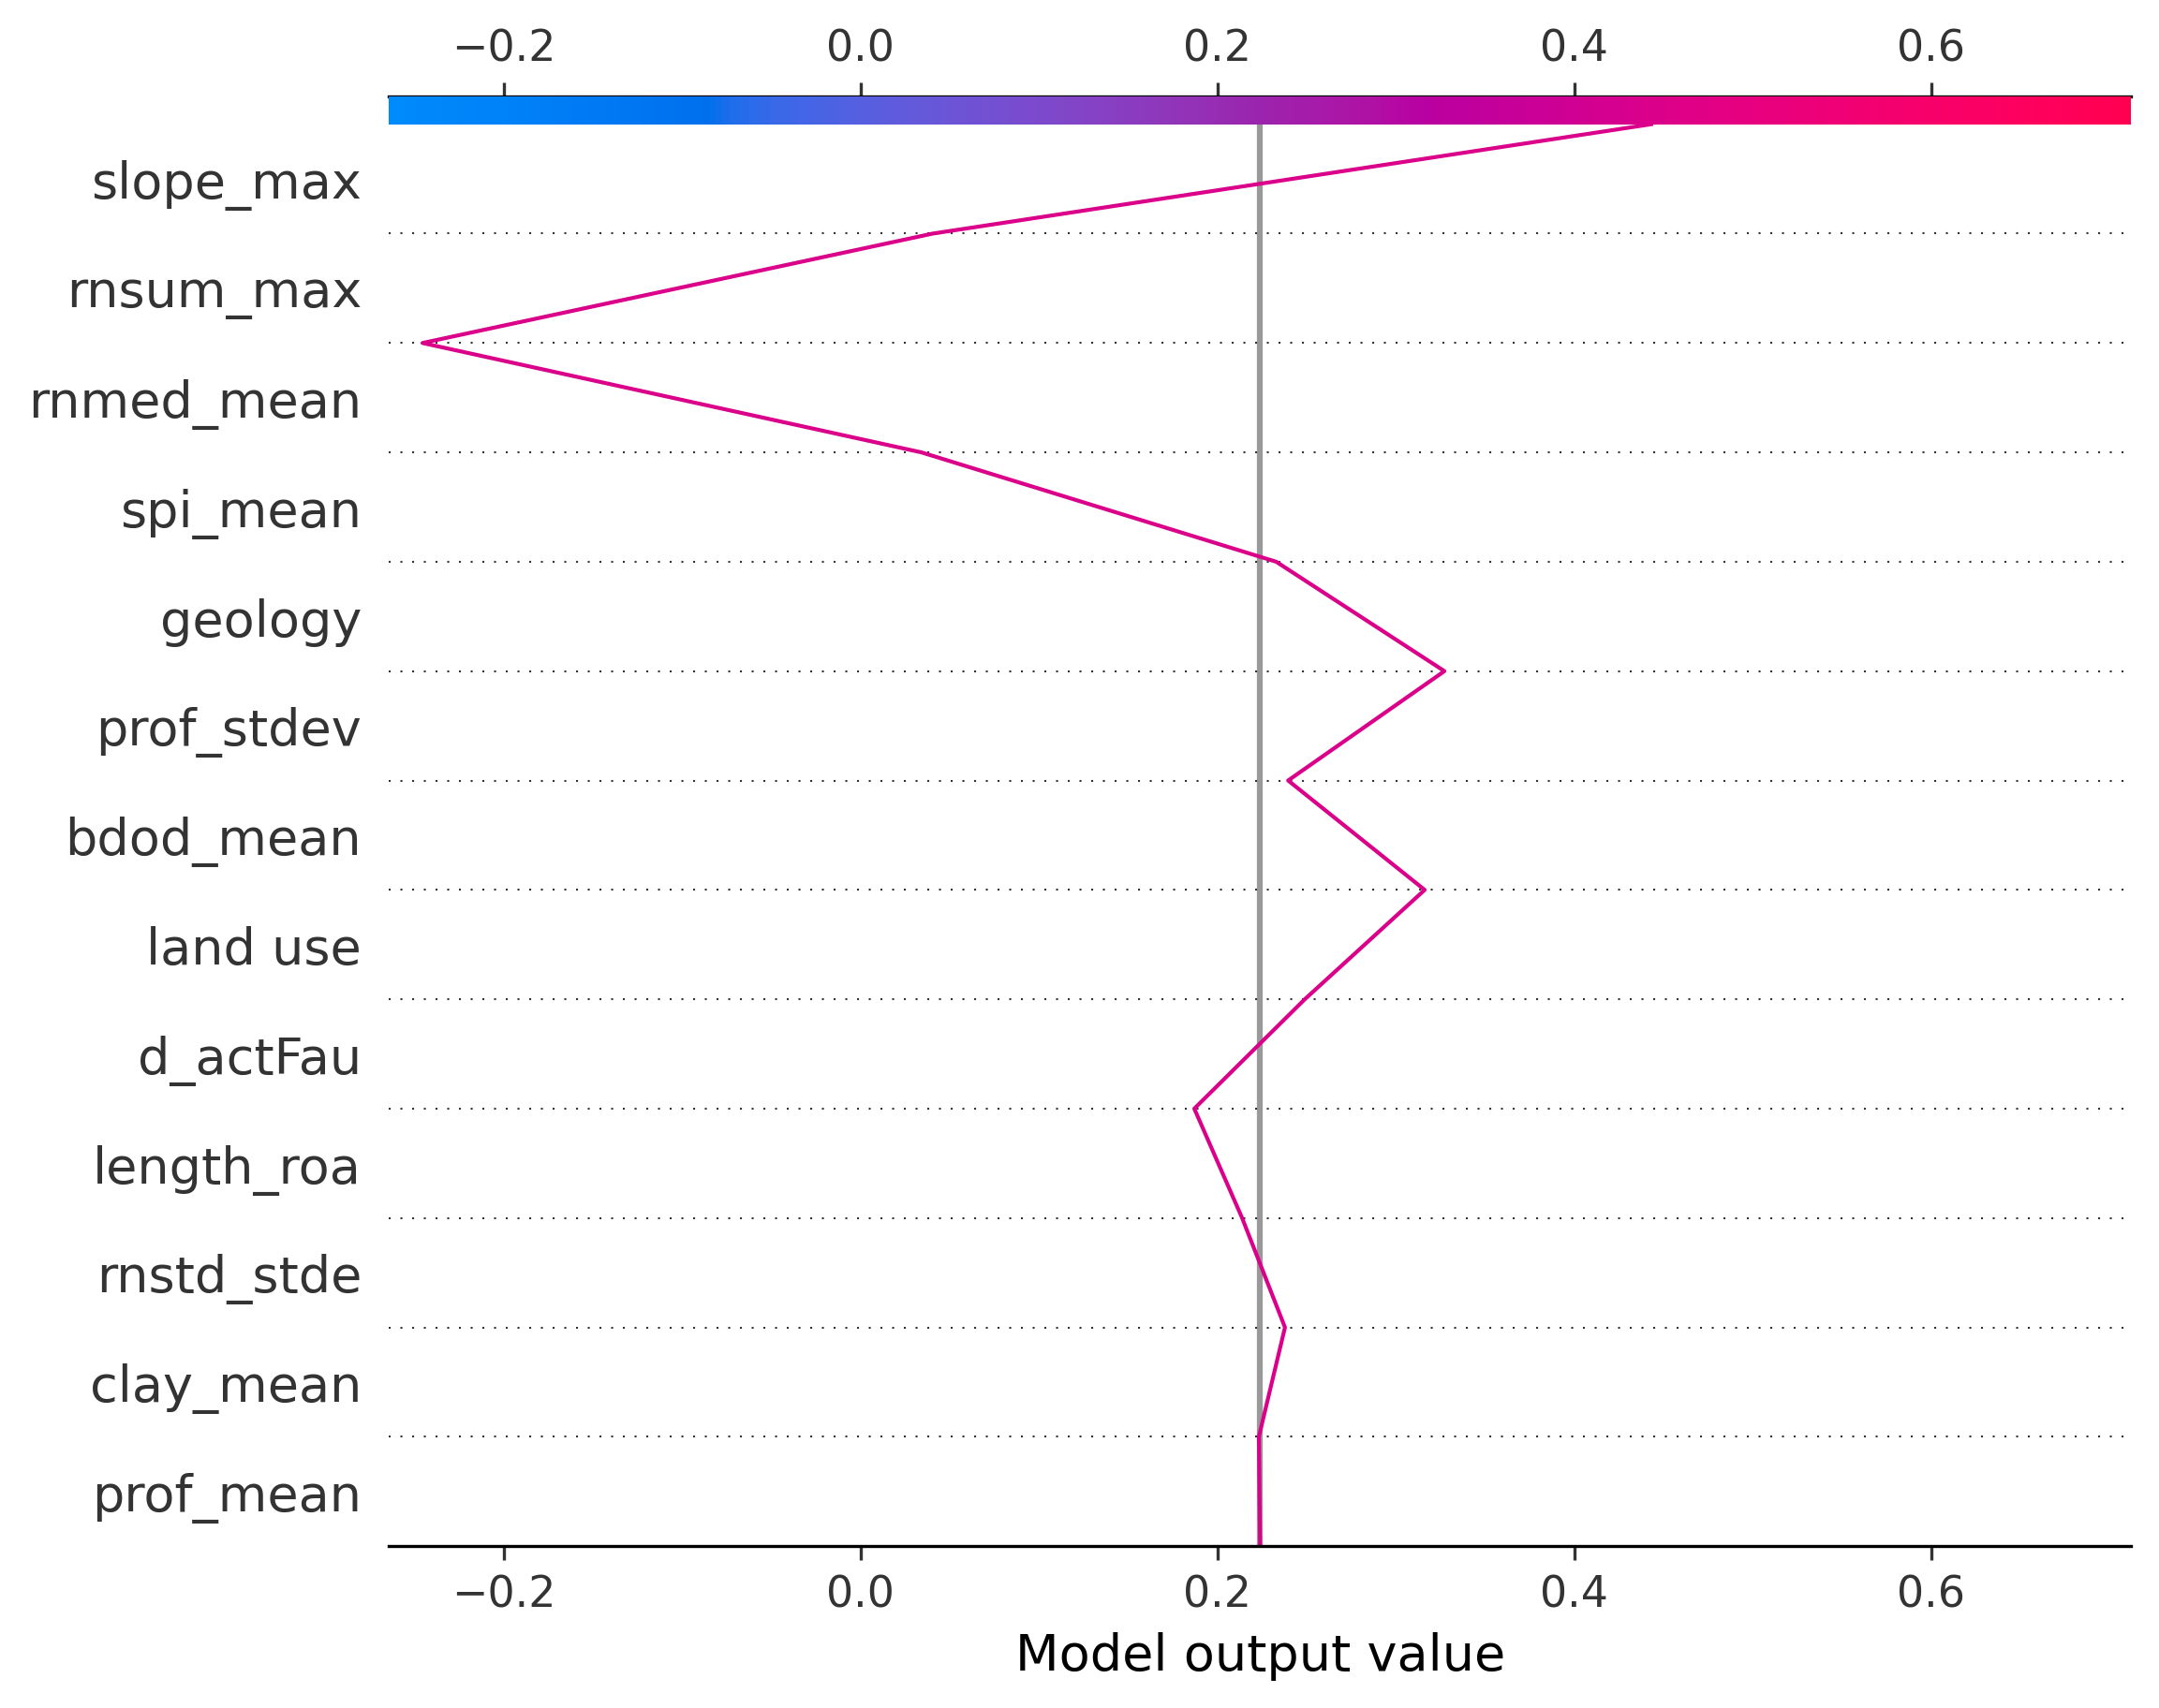 −0.2 0.0 0.2 0.4 0.6
slope_max
rnsum_max
rnmed_mean
spi_mean
geology
prof_stdev
bdod_mean
land use
d_actFau
length_roa
rnstd_stde
clay_mean
prof_mean
−0.2 0.0 0.2 0.4 0.6
Model output value